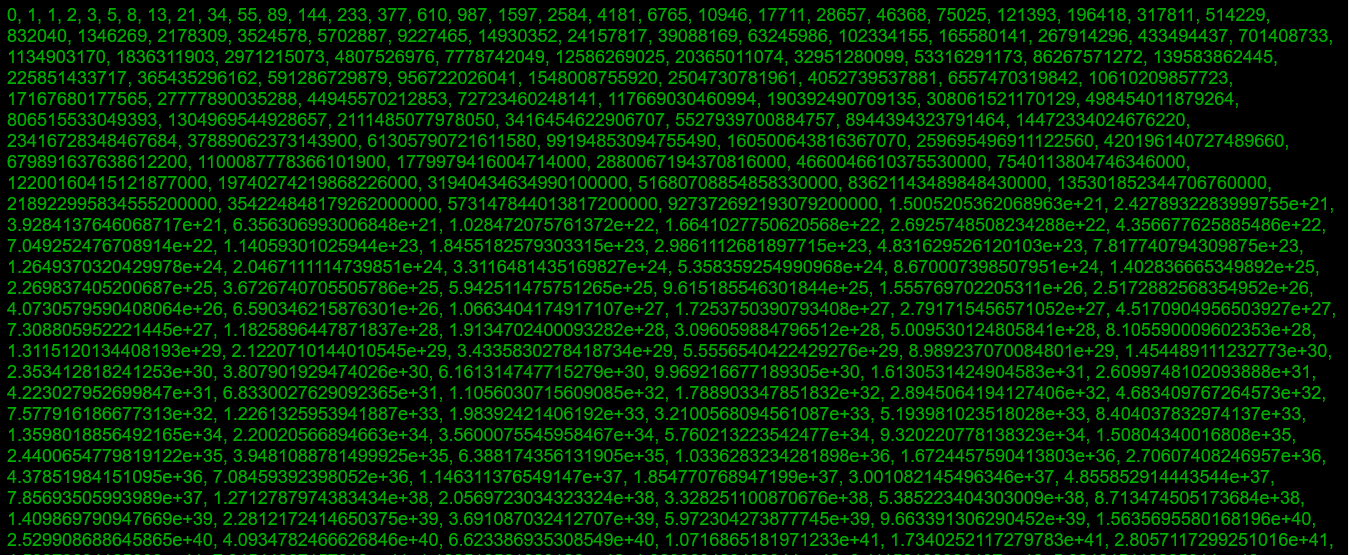 0, 1, 1, 2, 3, 5, 8, 13, 21, 34, 55, 89, 144, 233, 377, 610, 987, 1597, 2584, 4181, 6765, 10946, 17711, 28657, 46368, 75025, 121393, 196418, 317811, 514229,
832040, 1346269, 2178309, 3524578, 5702887, 9227465, 14930352, 24157817, 39088169, 63245986, 102334155, 165580141, 267914296, 433494437, 701408733,
1134903170, 1836311903, 2971215073, 4807526976, 7778742049, 12586269025, 20365011074, 32951280099, 53316291173, 86267571272, 139583862445,
225851433717, 365435296162, 591286729879, 956722026041, 1548008755920, 2504730781961, 4052739537881, 6557470319842, 10610209857723,
17167680177565, 27777890035288, 44945570212853, 72723460248141, 117669030460994, 190392490709135, 308061521170129, 498454011879264,
806515533049393, 1304969544928657, 2111485077978050, 3416454622906707, 5527939700884757, 8944394323791464, 14472334024676220,
23416728348467684, 37889062373143900, 61305790721611580, 99194853094755490, 160500643816367070, 259695496911122560, 420196140727489660,
679891637638612200, 1100087778366101900, 1779979416004714000, 2880067194370816000, 4660046610375530000, 7540113804746346000,
12200160415121877000, 19740274219868226000, 31940434634990100000, 51680708854858330000, 83621143489848430000, 135301852344706760000,
218922995834555200000, 354224848179262000000, 573147844013817200000, 927372692193079200000, 1.5005205362068963e+21, 2.4278932283999755e+21,
3.9284137646068717e+21, 6.356306993006848e+21, 1.0284720757613720e+22, 1.6641027750620568e+22, 2.692575848508234288e+22, 4.3566776258854860e+22,
7.049252476708914e+22, 1.14059301025944e+23, 1.8455182579303315e+23, 2.9861112681897715e+23, 4.831629526120103e+23, 7.817740794309875e+23,
1.2649370320429978e+24, 2.0467111114739851e+24, 3.3116481435169827e+24, 5.358359254990968e+24, 8.670007398507951e+24, 1.402836665349892e+25,
2.269837405200687e+25, 3.6726740705505786e+25, 5.942511475751265e+25, 9.615185546301844e+25, 1.555769702205311e+26, 2.5172882568354952e+26,
4.0730579590408064e+26, 6.590346215876301e+26, 1.0663404174917107e+27, 1.7253750390793408e+27, 2.791715456571052e+27, 4.5170904956503927e+27,
7.308805952221445e+27, 1.1825896447871837e+28, 1.9134702400093282e+28, 3.096059884796512e+28, 5.009530124805841e+28, 8.105590009602353e+28,
1.3115120134408193e+29, 2.1220710144010545e+29, 3.4335830278418734e+29, 5.5556540422429276e+29, 8.989237070084801e+29, 1.454489111232773e+30,
2.353412818241253e+30, 3.807901929474026e+30, 6.161314747715279e+30, 9.969216677189305e+30, 1.6130531424904583e+31, 2.6099748102093888e+31,
4.223027952699847e+31, 6.8330027629092365e+31, 1.1056030715609085e+32, 1.788903347851832e+32, 2.8945064194127406e+32, 4.683409767264573e+32,
7.577916186677313e+32, 1.2261325953941887e+33, 1.98392421406192e+33, 3.2100568094561087e+33, 5.193981023518028e+33, 8.404037832974137e+33,
1.3598018856492165e+34, 2.20020566894663e+34, 3.5600075545958467e+34, 5.760213223542477e+34, 9.320220778138323e+34, 1.50804340016808e+35,
2.44006547798191​22e+35, 3.9481088781499925e+35, 6.388174356131905e+35, 1.0336283234281898e+36, 1.6724457590413803e+36, 2.70607408246957e+36,
4.37851984151095e+36, 7.08459392398052e+36, 1.146311376549147e+37, 1.854770768947199e+37, 3.001082145496346e+37, 4.855852914443544e+37,
7.85693505993989e+37, 1.2712787974383434e+38, 2.0569723034323324e+38, 3.328251100870676e+38, 5.385223404303009e+38, 8.713474505173684e+38,
1.409869790947669e+39, 2.2812172414650375e+39, 3.691087032412707e+39, 5.972304273877745e+39, 9.663391306290452e+39, 1.5635695580168196e+40,
2.529908688645865e+40, 4.0934782466626846e+40, 6.623386935308549e+40, 1.0716865181971233e+41, 1.7340252117279783e+41, 2.8057117299251016e+41,